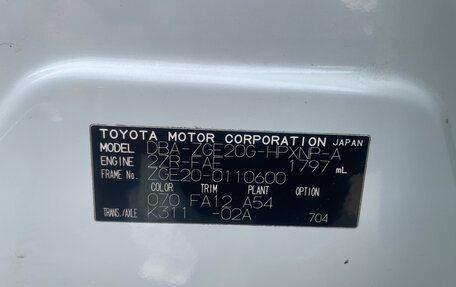 TOYOTA MOTOR CORPORATION JAPAN
MODEL DBA-ZGE20G-HPXNP-A
ENGINE 2ZR-FAE 1797 mL
FRAME No. ZGE20-0110600
COLOR TRIM PLANT OPTION
070 FA12 A54
TRANS./AXLE K311 -02A 704